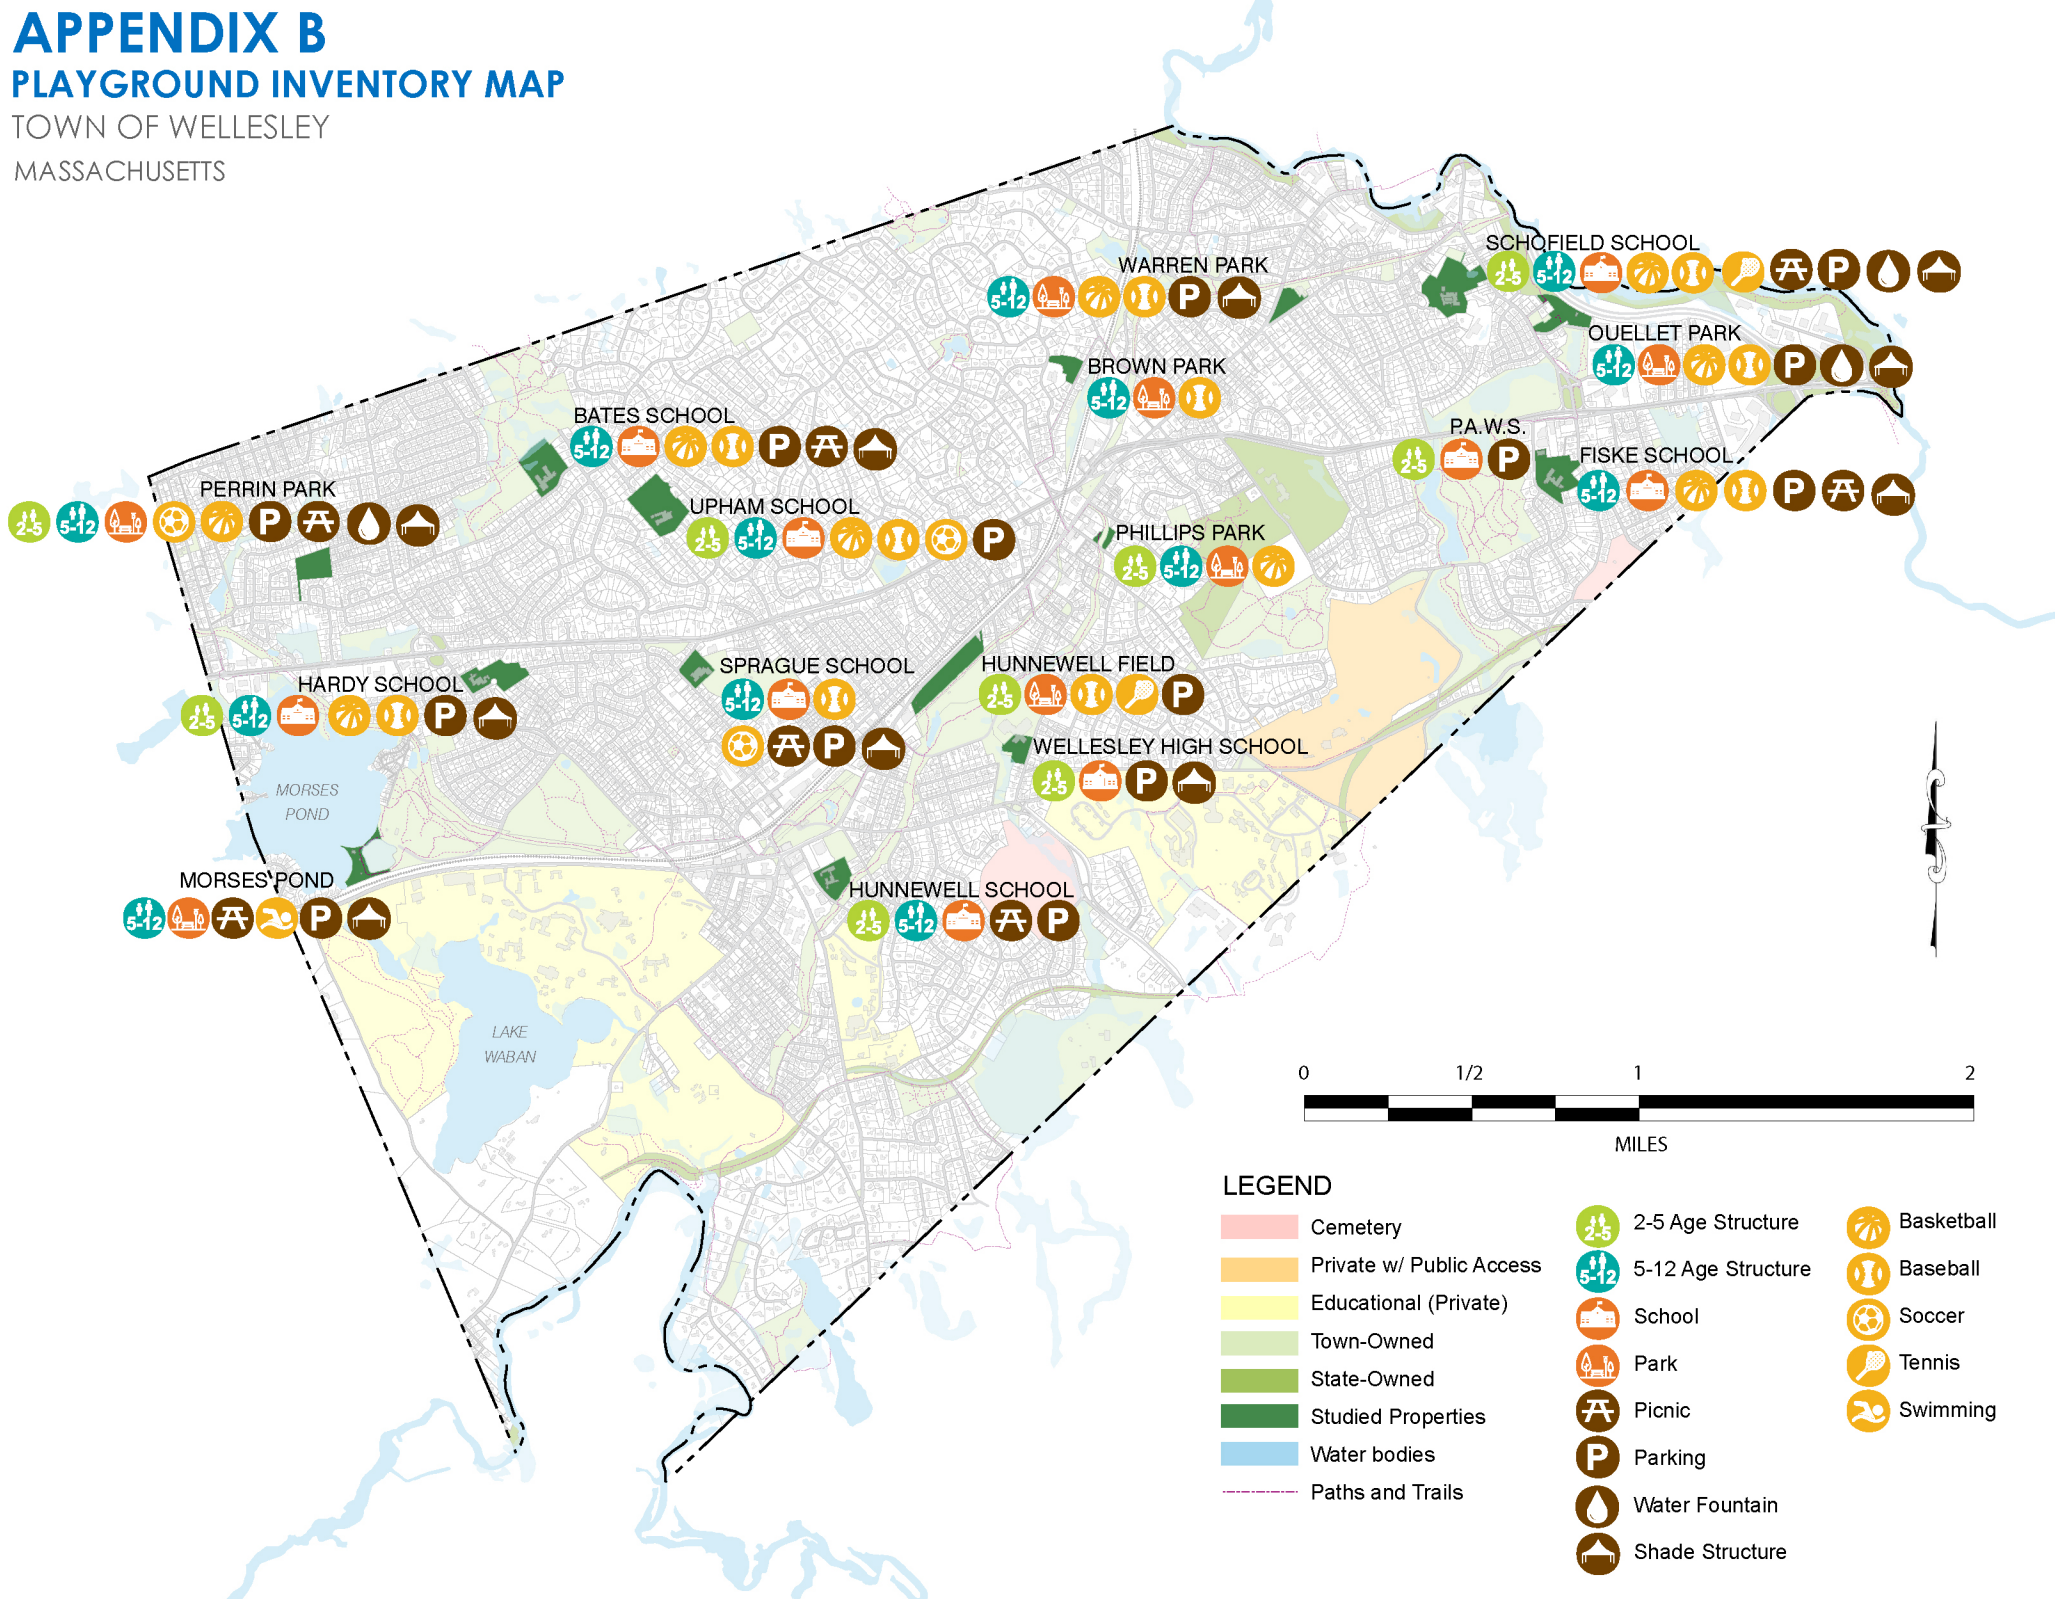 APPENDIX B
PLAYGROUND INVENTORY MAP
TOWN OF WELLESLEY
MASSACHUSETTS
SCHOFIELD SCHOOL
2-5 5-12 P
WARREN PARK
5-12 P
OUELLET PARK
5-12 P
BROWN PARK
5-12
BATES SCHOOL
5-12 P
P.A.W.S.
2-5 P
FISKE SCHOOL
5-12 P
PERRIN PARK
2-5 5-12 P
UPHAM SCHOOL
2-5 5-12 P
PHILLIPS PARK
2-5 5-12
HARDY SCHOOL
2-5 5-12 P
SPRAGUE SCHOOL
5-12
P
HUNNEWELL FIELD
2-5 P
WELLESLEY HIGH SCHOOL
2-5 P
MORSES
POND
MORSES POND
5-12 P
HUNNEWELL SCHOOL
2-5 5-12 P
LAKE
WABAN
0 1/2 1 2
MILES
LEGEND
Cemetery
Private w/ Public Access
Educational (Private)
Town-Owned
State-Owned
Studied Properties
Water bodies
Paths and Trails
2-5 2-5 Age Structure
5-12 5-12 Age Structure
School
Park
Picnic
P Parking
Water Fountain
Shade Structure
Basketball
Baseball
Soccer
Tennis
Swimming